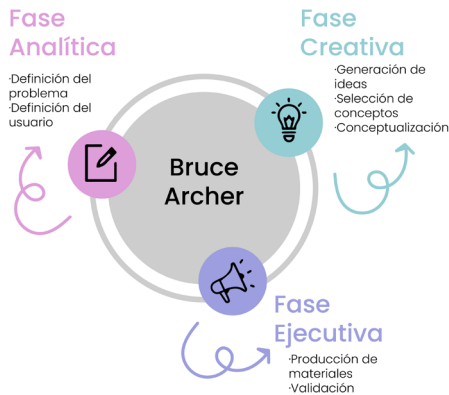 Fase
Analítica
·Definición del
problema
·Definición del
usuario
Fase
Creativa
·Generación de
ideas
·Selección de
conceptos
·Conceptualización
Bruce
Archer
Fase
Ejecutiva
·Producción de
materiales
·Validación